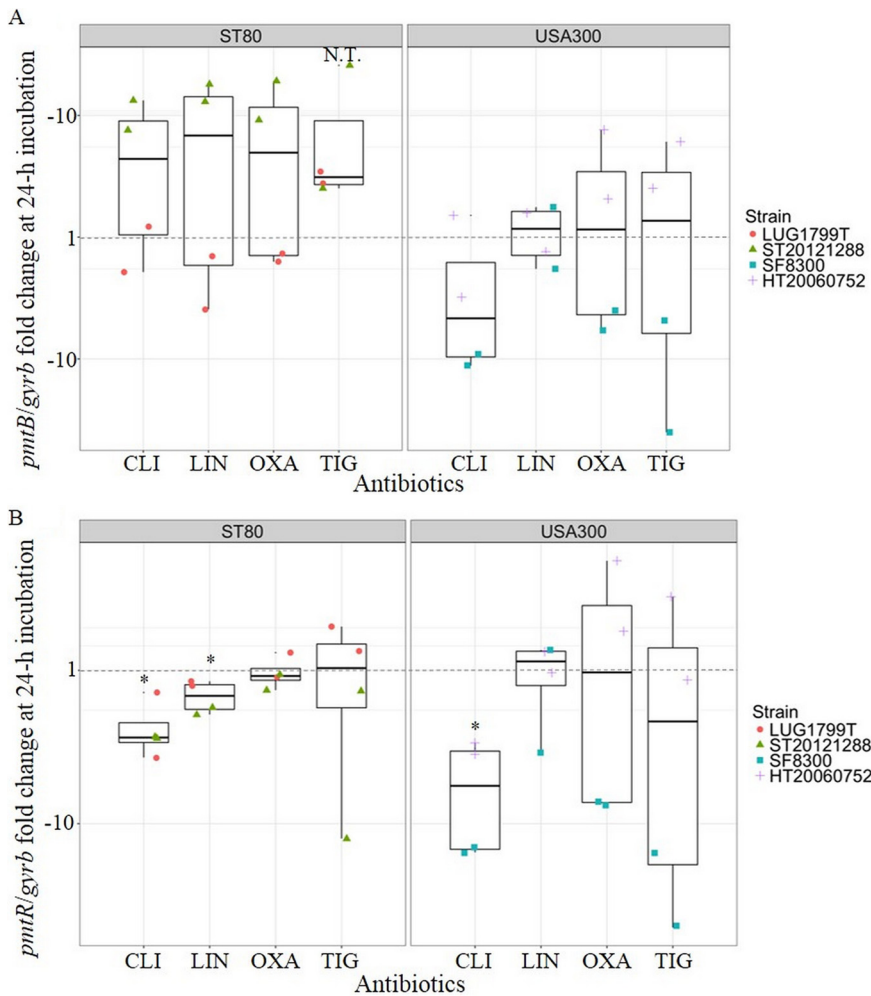 A
ST80
USA300
N.T.
pmtB/gyrb fold change at 24-h incubation
-10
1
-10
CLI LIN OXA TIG
CLI LIN OXA TIG
Antibiotics
Strain
LUG1799T
ST20121288
SF8300
HT20060752
B
ST80
USA300
pmtR/gyrb fold change at 24-h incubation
1
-10
*
*
*
CLI LIN OXA TIG
CLI LIN OXA TIG
Antibiotics
Strain
LUG1799T
ST20121288
SF8300
HT20060752